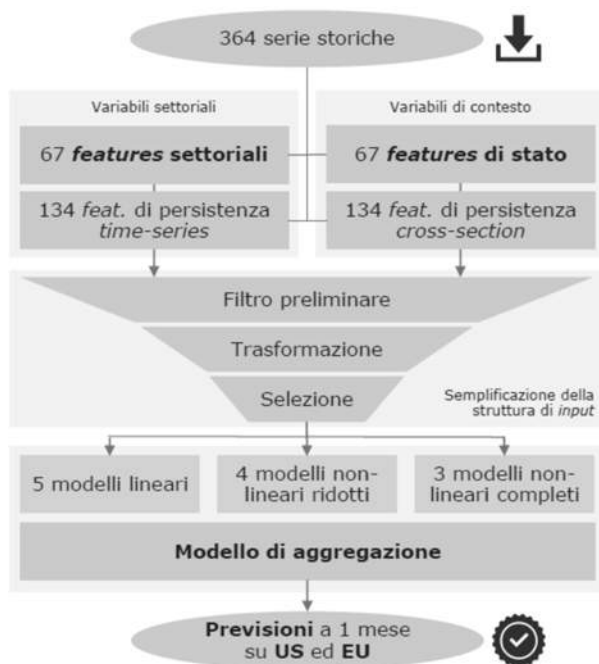 364 serie storiche
Variabili settoriali
Variabili di contesto
67 features settoriali
67 features di stato
134 feat. di persistenza
time-series
134 feat. di persistenza
cross-section
Filtro preliminare
Trasformazione
Selezione
Semplificazione della
struttura di input
5 modelli lineari
4 modelli non-
lineari ridotti
3 modelli non-
lineari completi
Modello di aggregazione
Previsioni a 1 mese
su US ed EU